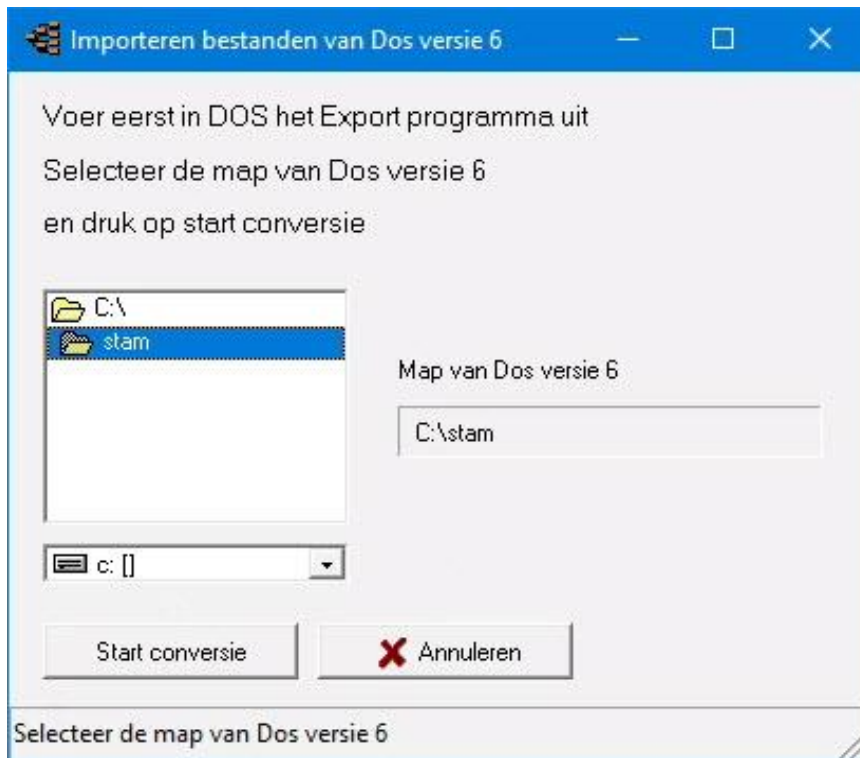 Importeren bestanden van Dos versie 6
Voer eerst in DOS het Export programma uit
Selecteer de map van Dos versie 6
en druk op start conversie
C:\
stam
Map van Dos versie 6
C:\stam
c: []
Start conversie
Annuleren
Selecteer de map van Dos versie 6